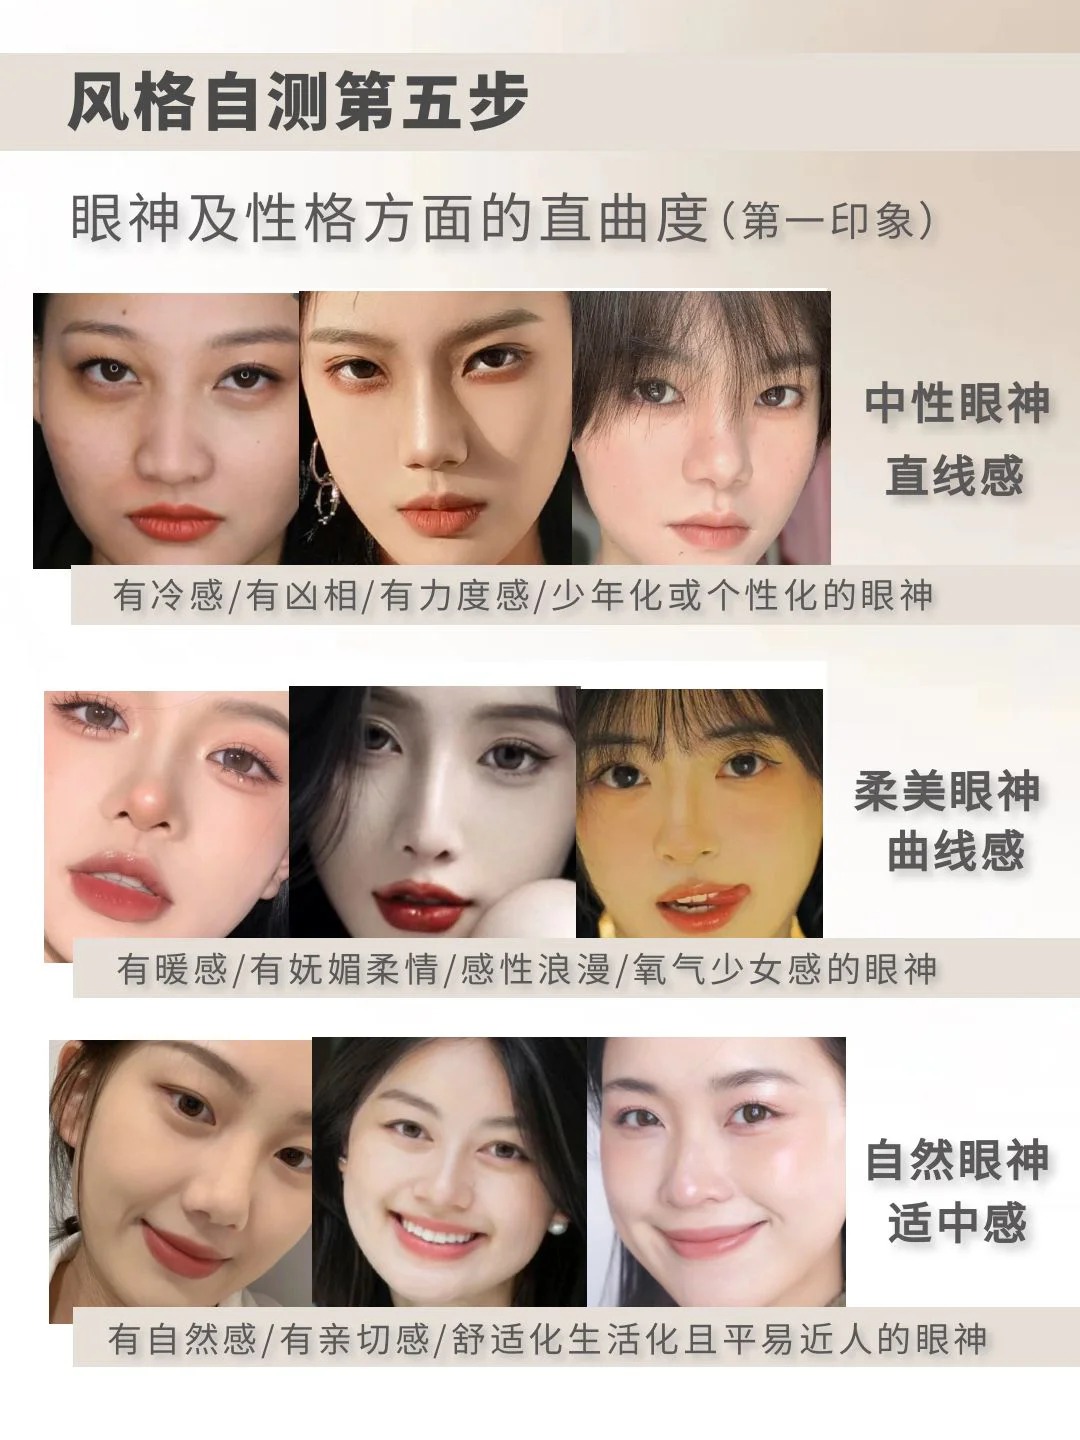 风格自测第五步
眼神及性格方面的直曲度（第一印象）
中性眼神
直线感
有冷感/有凶相/有力度感/少年化或个性化的眼神
柔美眼神
曲线感
有暖感/有妩媚柔情/感性浪漫/氧气少女感的眼神
自然眼神
适中感
有自然感/有亲切感/舒适化生活化且平易近人的眼神